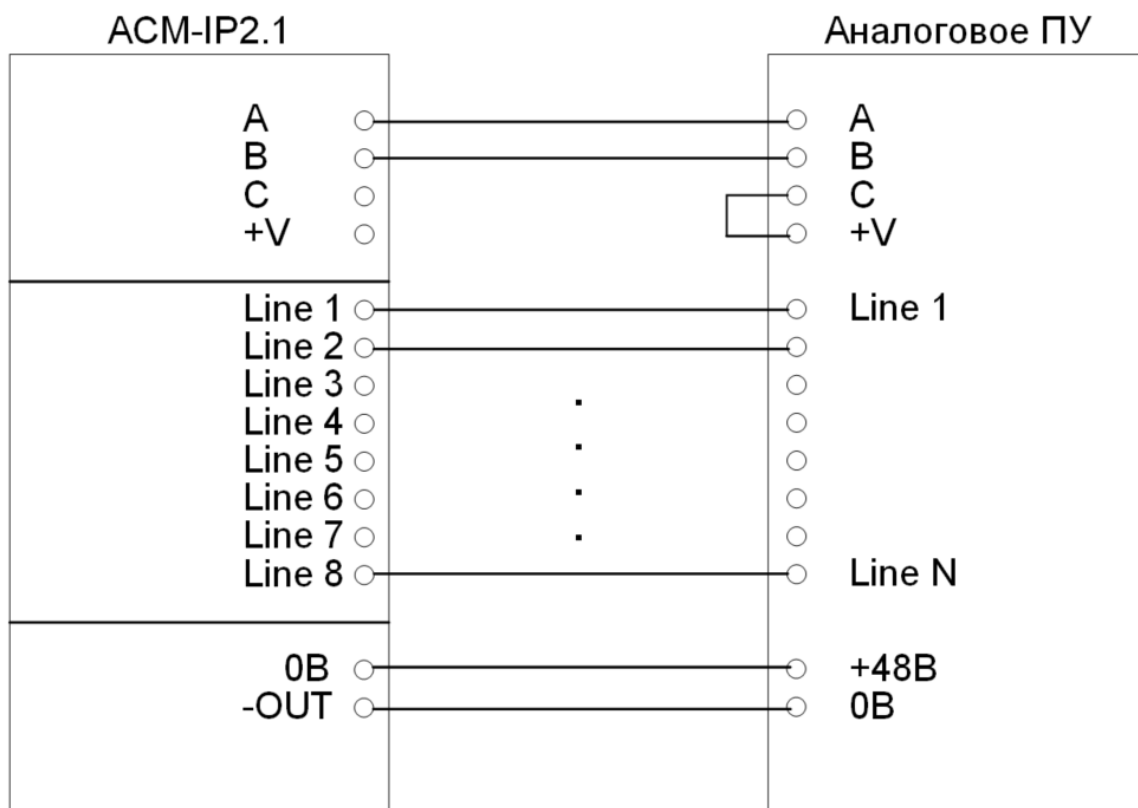 ACM-IP2.1 Аналоговое ПУ
A A
B B
C C
+V +V
Line 1 Line 1
Line 2
Line 3
Line 4
Line 5
Line 6
Line 7
Line 8 Line N
0В +48В
-OUT 0В